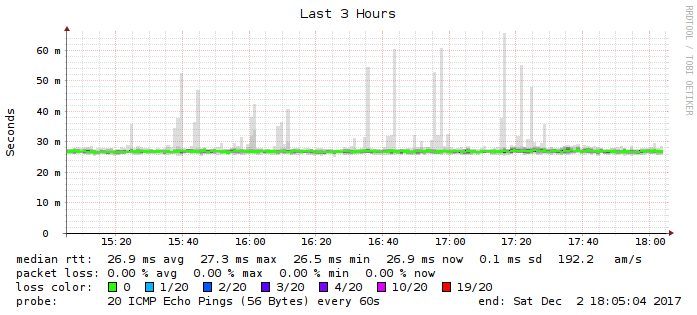 Last 3 Hours
RRDTOOL / TOBI OETIKER
Seconds
60 m
50 m
40 m
30 m
20 m
10 m
0
15:20 15:40 16:00 16:20 16:40 17:00 17:20 17:40 18:00
median rtt: 26.9 ms avg 27.3 ms max 26.5 ms min 26.9 ms now 0.1 ms sd 192.2 am/s
packet loss: 0.00 % avg 0.00 % max 0.00 % min 0.00 % now
loss color: 0 1/20 2/20 3/20 4/20 10/20 19/20
probe: 20 ICMP Echo Pings (56 Bytes) every 60s end: Sat Dec 2 18:05:04 2017